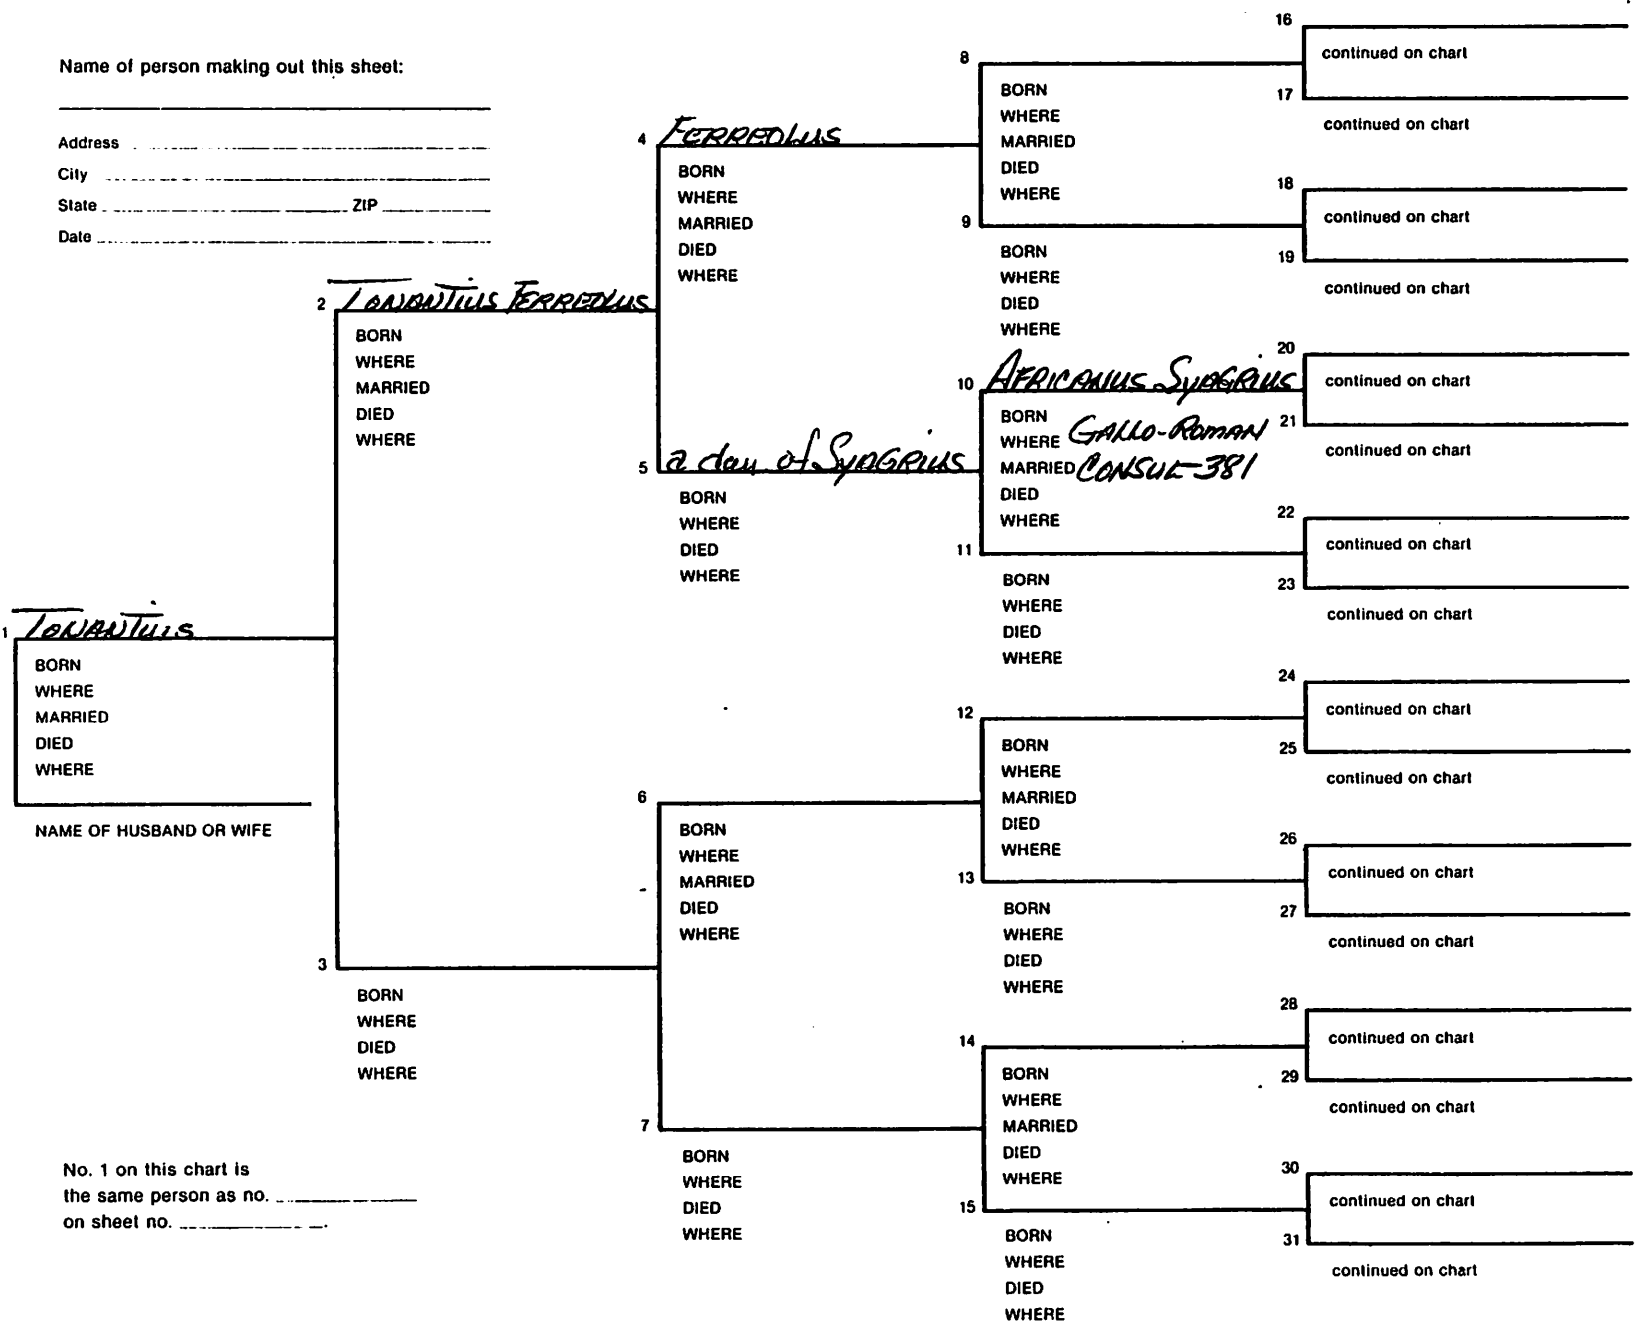 Name of person making out this sheet:
Address
City
State ZIP
Date
1 Tonantius
BORN
WHERE
MARRIED
DIED
WHERE
NAME OF HUSBAND OR WIFE
No. 1 on this chart is
the same person as no.
on sheet no.
2 Tonantius Ferreolus
BORN
WHERE
MARRIED
DIED
WHERE
3
BORN
WHERE
DIED
WHERE
4 Ferreolus
BORN
WHERE
MARRIED
DIED
WHERE
5 a dau of Syagrius
BORN
WHERE
DIED
WHERE
6
BORN
WHERE
MARRIED
DIED
WHERE
7
BORN
WHERE
DIED
WHERE
8
BORN
WHERE
MARRIED
DIED
WHERE
9
BORN
WHERE
DIED
WHERE
10 Africanus Syagrius
BORN
WHERE Gallo-Roman
MARRIED Consul-381
DIED
WHERE
11
BORN
WHERE
DIED
WHERE
12
BORN
WHERE
MARRIED
DIED
WHERE
13
BORN
WHERE
DIED
WHERE
14
BORN
WHERE
MARRIED
DIED
WHERE
15
BORN
WHERE
DIED
WHERE
16
continued on chart
17
continued on chart
18
continued on chart
19
continued on chart
20
continued on chart
21
continued on chart
22
continued on chart
23
continued on chart
24
continued on chart
25
continued on chart
26
continued on chart
27
continued on chart
28
continued on chart
29
continued on chart
30
continued on chart
31
continued on chart